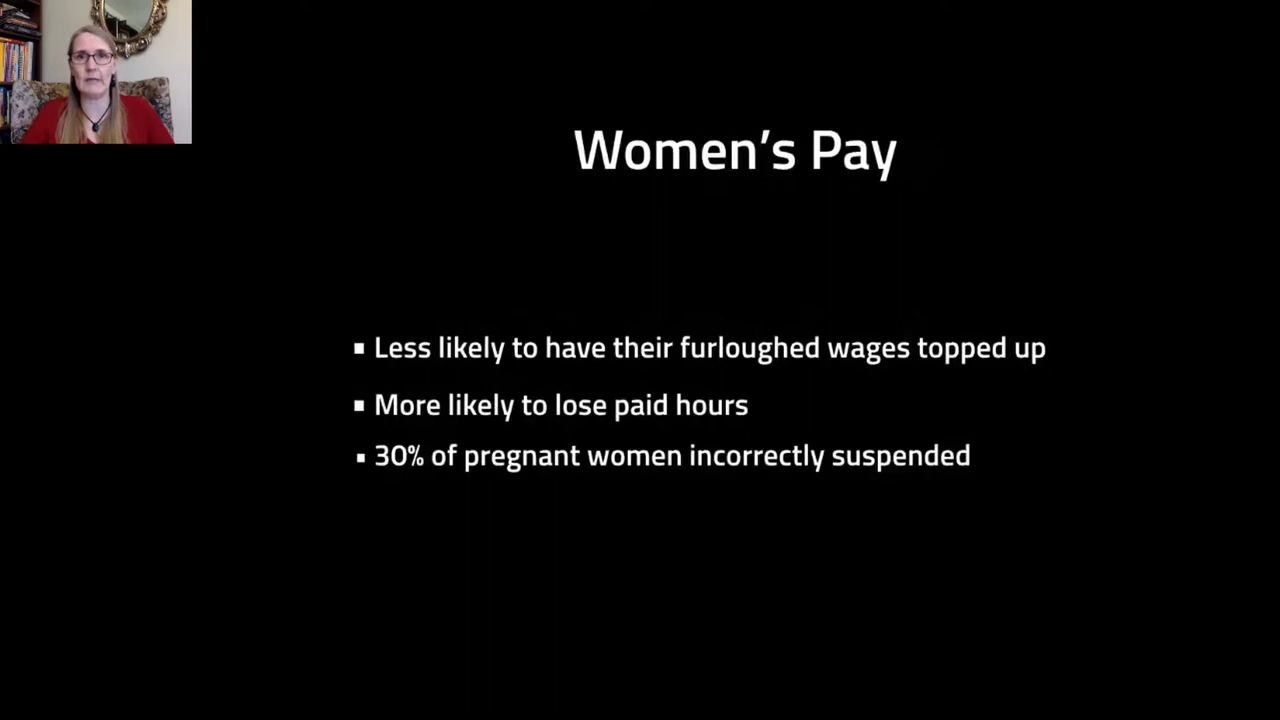 Women’s Pay
▪ Less likely to have their furloughed wages topped up
▪ More likely to lose paid hours
▪ 30% of pregnant women incorrectly suspended